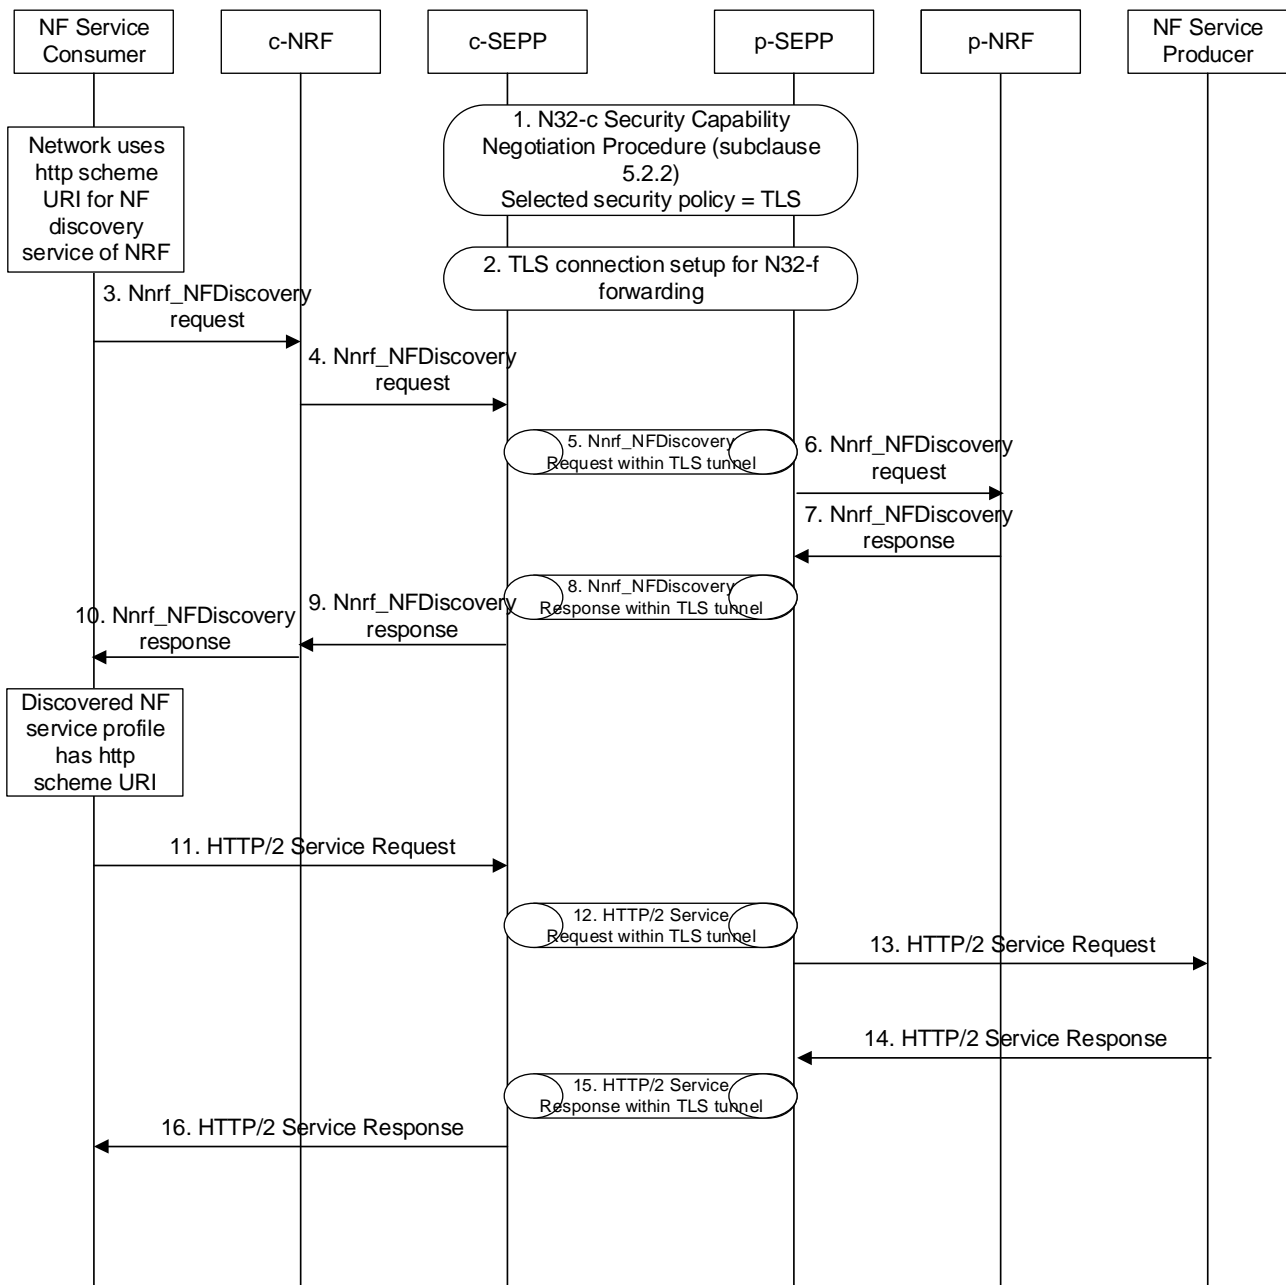 NF Service
Consumer
c-NRF
c-SEPP
p-SEPP
p-NRF
NF Service
Producer
1. N32-c Security Capability
Negotiation Procedure (subclause
5.2.2)
Selected security policy = TLS
Network uses
http scheme
URI for NF
discovery
service of NRF
2. TLS connection setup for N32-f
forwarding
3. Nnrf_NFDiscovery
request
4. Nnrf_NFDiscovery
request
5. Nnrf_NFDiscovery
Request within TLS tunnel
6. Nnrf_NFDiscovery
request
7. Nnrf_NFDiscovery
response
8. Nnrf_NFDiscovery
Response within TLS tunnel
9. Nnrf_NFDiscovery
response
10. Nnrf_NFDiscovery
response
Discovered NF
service profile
has http
scheme URI
11. HTTP/2 Service Request
12. HTTP/2 Service
Request within TLS tunnel
13. HTTP/2 Service Request
14. HTTP/2 Service Response
15. HTTP/2 Service
Response within TLS tunnel
16. HTTP/2 Service Response